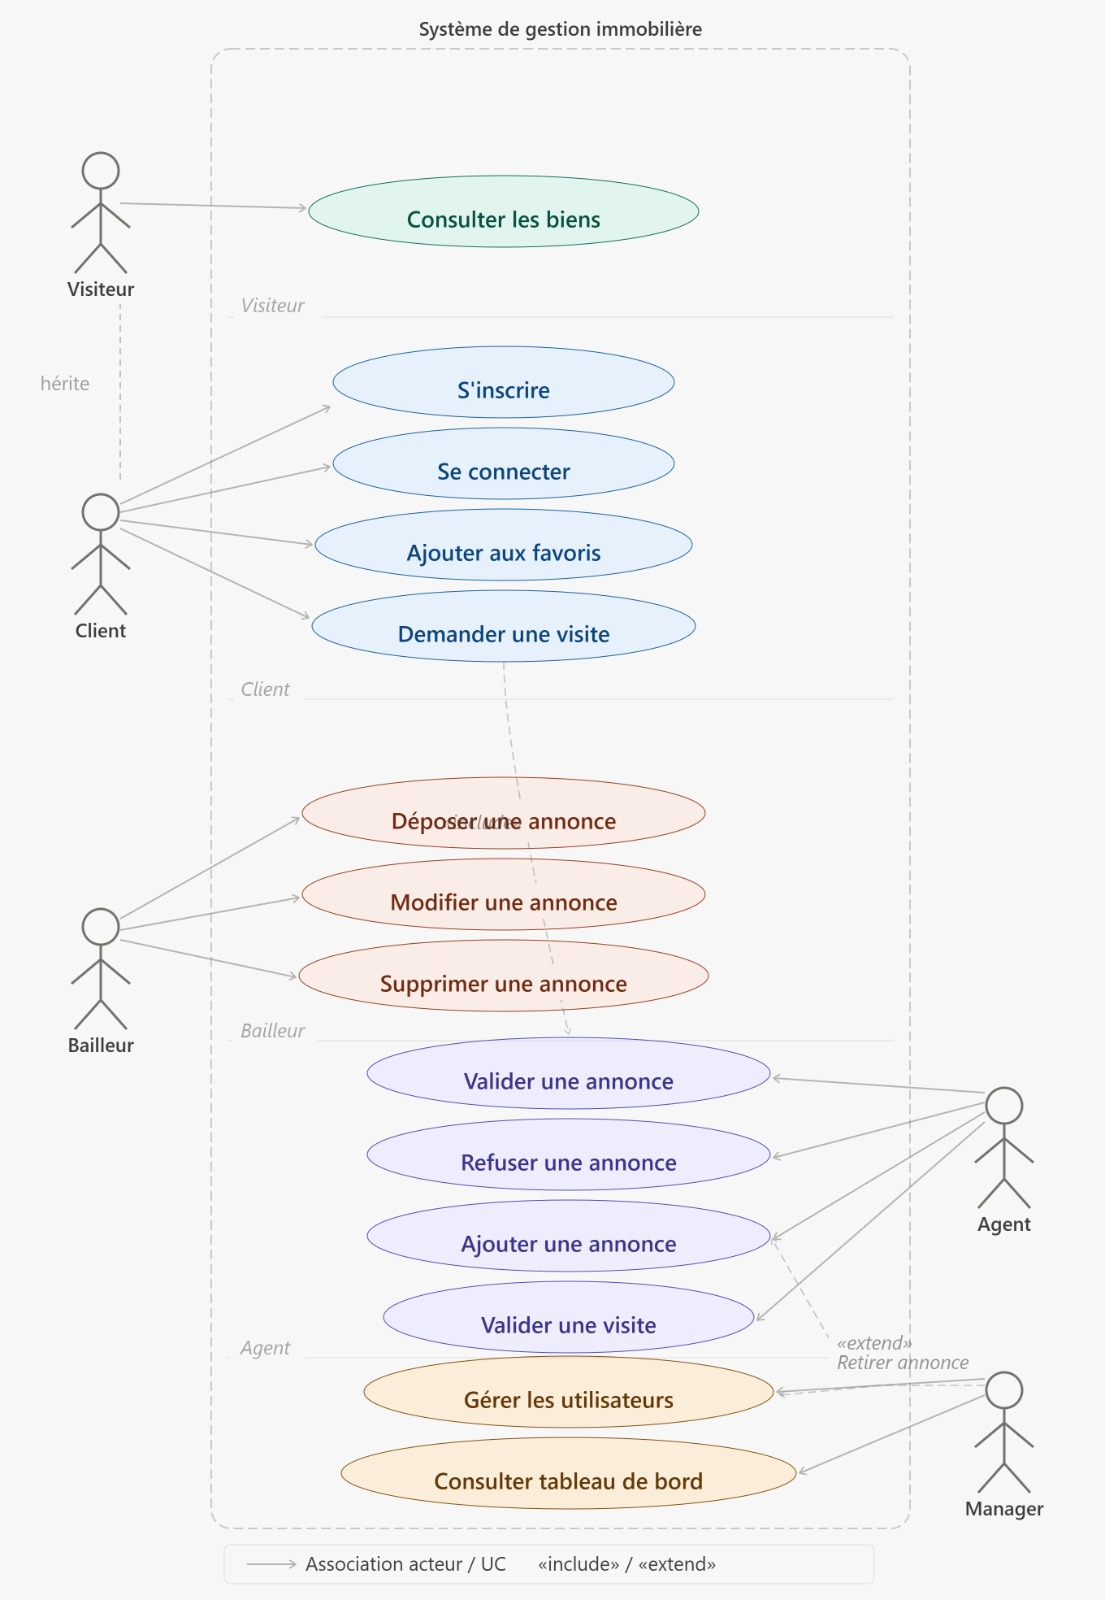 Système de gestion immobilière
Consulter les biens
Visiteur
Visiteur
hérite
S'inscrire
Se connecter
Ajouter aux favoris
Demander une visite
Client
Client
Déposer une annonce
«include»
Modifier une annonce
Supprimer une annonce
Bailleur
Bailleur
Valider une annonce
Refuser une annonce
Ajouter une annonce
Agent
Valider une visite
Agent
«extend»
Retirer annonce
Gérer les utilisateurs
Consulter tableau de bord
Manager
Association acteur / UC «include» / «extend»